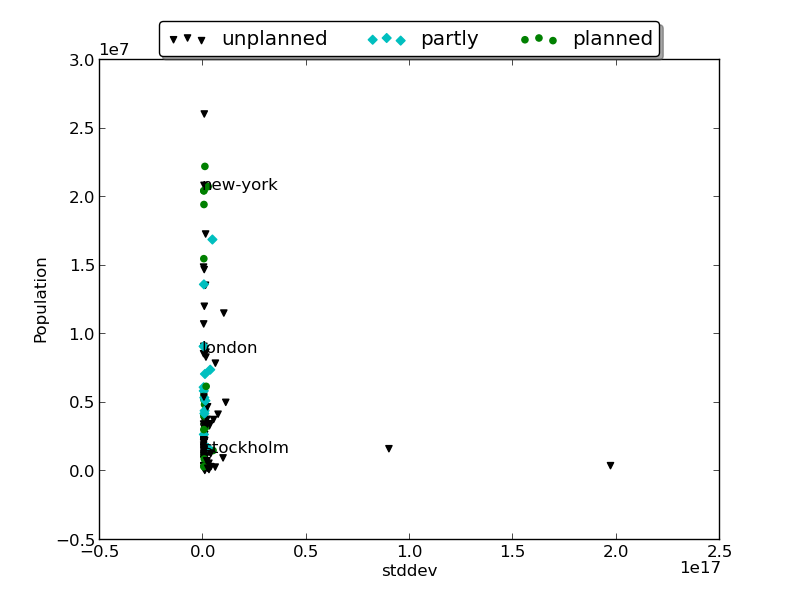 unplanned partly planned
1e7
3.0
2.5
2.0
1.5
1.0
0.5
0.0
−0.5
Population
new-york
london
stockholm
−0.5 0.0 0.5 1.0 1.5 2.0 2.5
stddev
1e17